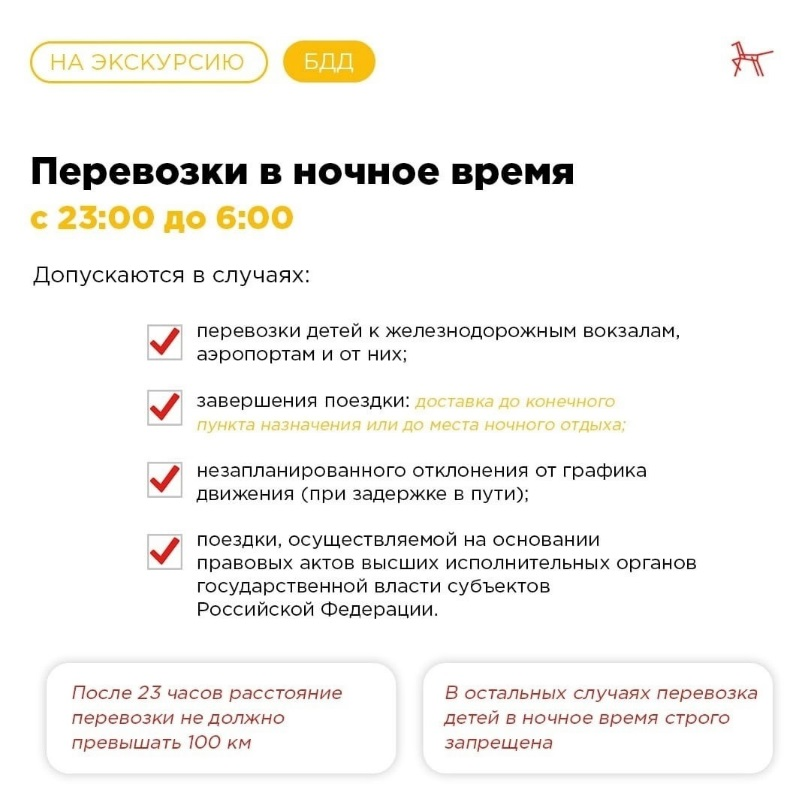 НА ЭКСКУРСИЮ
БДД
Перевозки в ночное время
с 23:00 до 6:00
Допускаются в случаях:
перевозки детей к железнодорожным вокзалам,
аэропортам и от них;
завершения поездки: доставка до конечного
пункта назначения или до места ночного отдыха;
незапланированного отклонения от графика
движения (при задержке в пути);
поездки, осуществляемой на основании
правовых актов высших исполнительных органов
государственной власти субъектов
Российской Федерации.
После 23 часов расстояние
перевозки не должно
превышать 100 км
В остальных случаях перевозка
детей в ночное время строго
запрещена